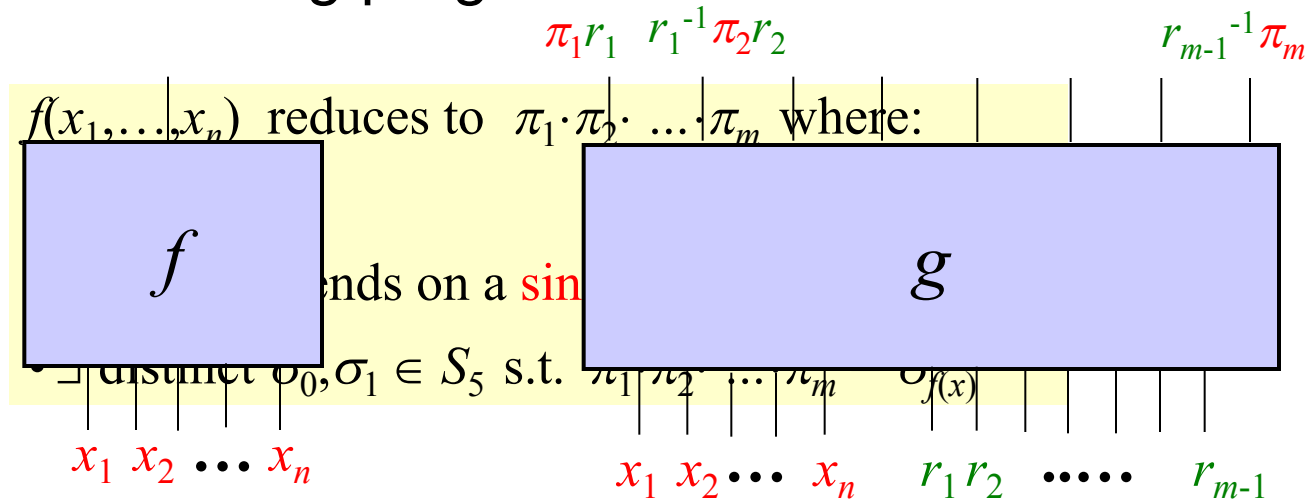 π₁r₁ r₁⁻¹π₂r₂ rₘ₋₁⁻¹πₘ
f(x₁,…,xₙ) reduces to π₁·π₂· ...·πₘ where:
f g
ends on a sin
• ∃ distinct σ₀,σ₁ ∈ S₅ s.t. π₁·π₂· ...·πₘ σ_f(x)
x₁ x₂ ••• xₙ x₁ x₂ ••• xₙ r₁ r₂ ••••• rₘ₋₁